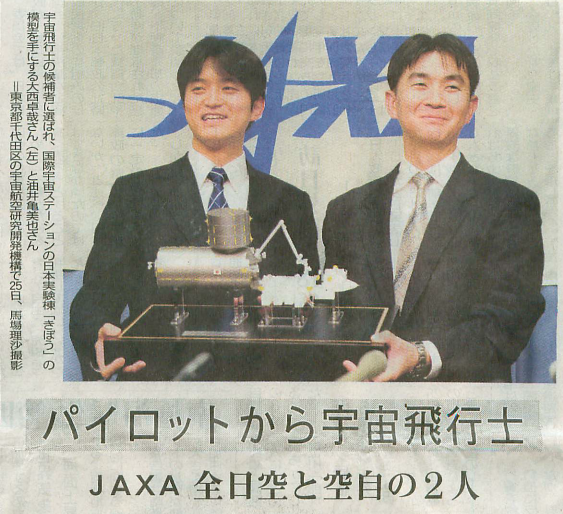 JAXA
宇宙飛行士の候補者に選ばれ、国際宇宙ステーションの日本実験棟「きぼう」の
模型を手にする大西卓哉さん（左）と油井亀美也さん
＝東京都千代田区の宇宙航空研究開発機構で25日、馬場理沙撮影
パイロットから宇宙飛行士
JAXA 全日空と空自の２人